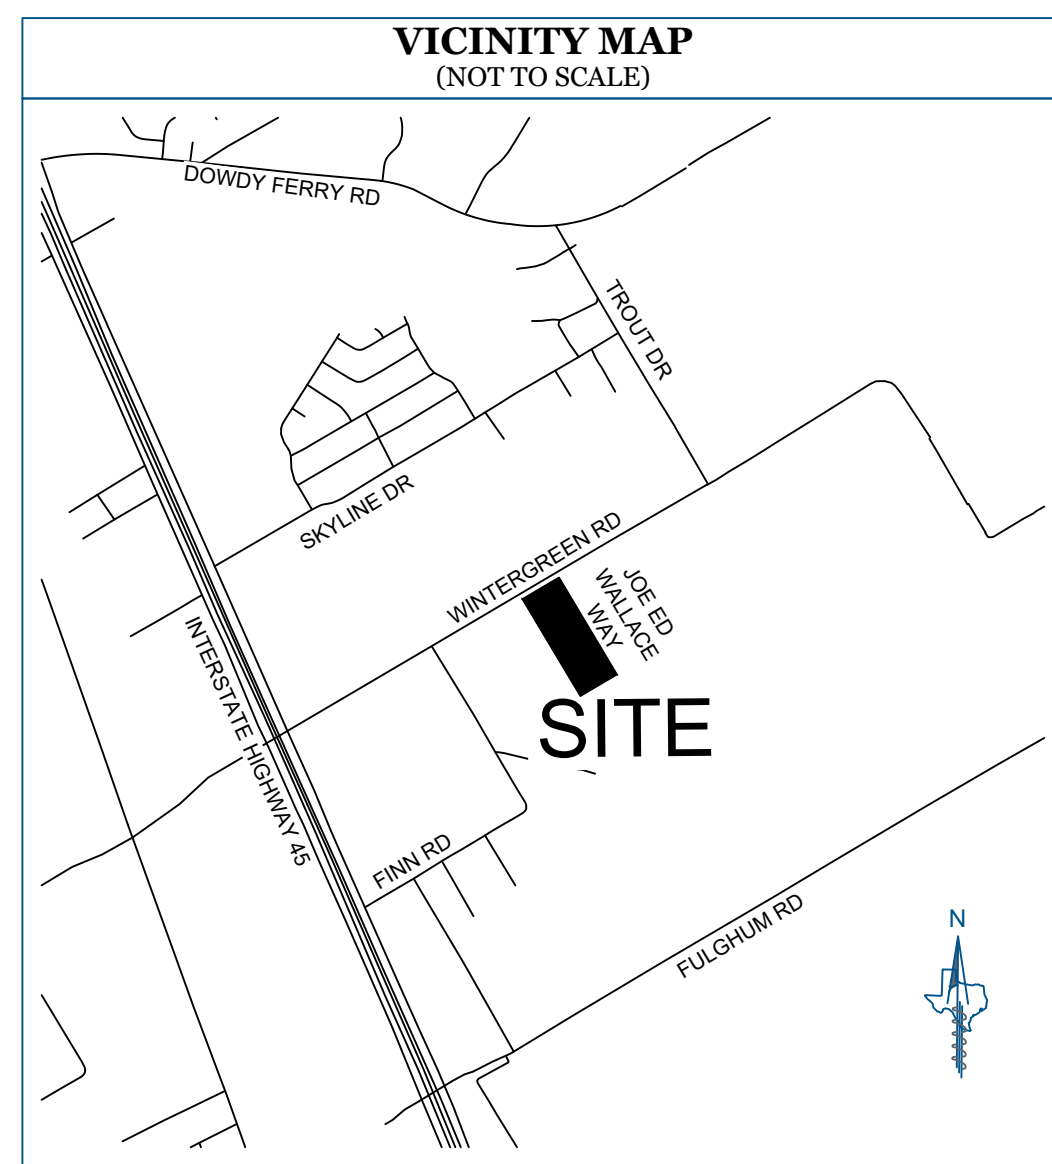 VICINITY MAP
(NOT TO SCALE)
DOWDY FERRY RD
TROUT DR
SKYLINE DR
WINTERGREEN RD
JOE ED
WALLACE
WAY
INTERSTATE HIGHWAY 45
SITE
FINN RD
FULGHUM RD
N